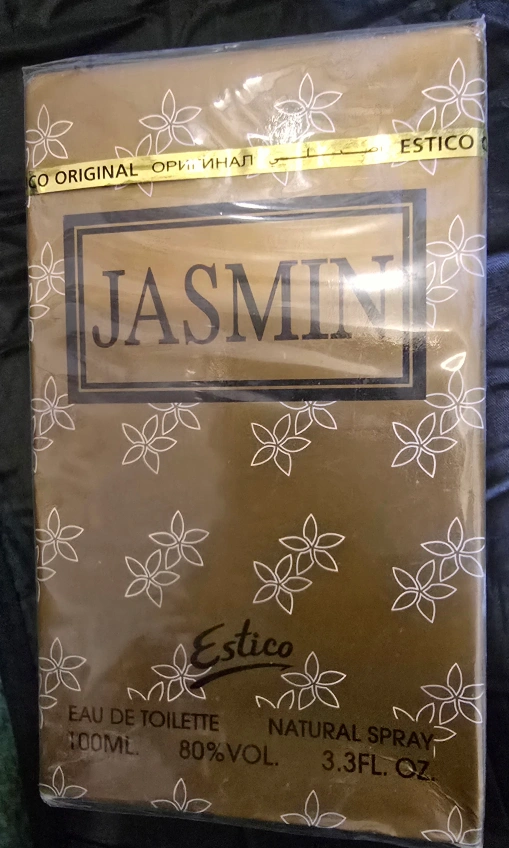 CO ORIGINAL ОРИГИНАЛ ESTICO
JASMIN
Estico
EAU DE TOILETTE NATURAL SPRAY
100ML. 80%VOL. 3.3FL. OZ.